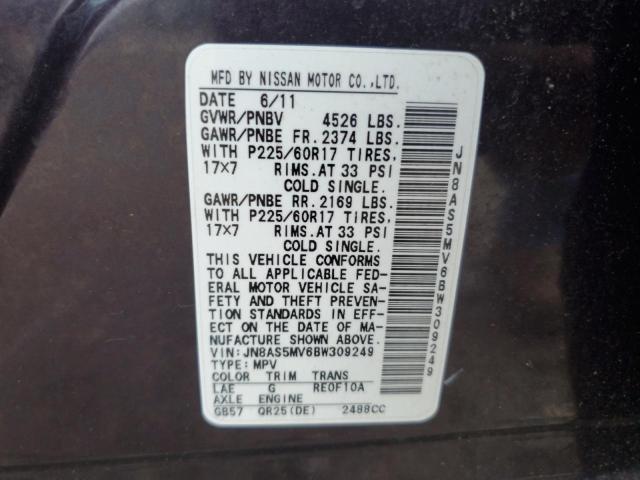 MFD BY NISSAN MOTOR CO.,LTD.
DATE 6/11
GVWR/PNBV 4526 LBS.
GAWR/PNBE FR. 2374 LBS.
WITH P225/60R17 TIRES,
17×7 RIMS. AT 33 PSI
COLD SINGLE.
GAWR/PNBE RR. 2169 LBS.
WITH P225/60R17 TIRES,
17×7 RIMS. AT 33 PSI
COLD SINGLE.
THIS VEHICLE CONFORMS
TO ALL APPLICABLE FED-
ERAL MOTOR VEHICLE SA-
FETY AND THEFT PREVEN-
TION STANDARDS IN EFF-
ECT ON THE DATE OF MA-
NUFACTURE SHOWN ABOVE.
VIN:JN8AS5MV6BW309249
TYPE:MPV
COLOR TRIM TRANS
LAE G RE0F10A
AXLE ENGINE
GB57 QR25(DE) 2488CC
JN8AS5MV6BW309249